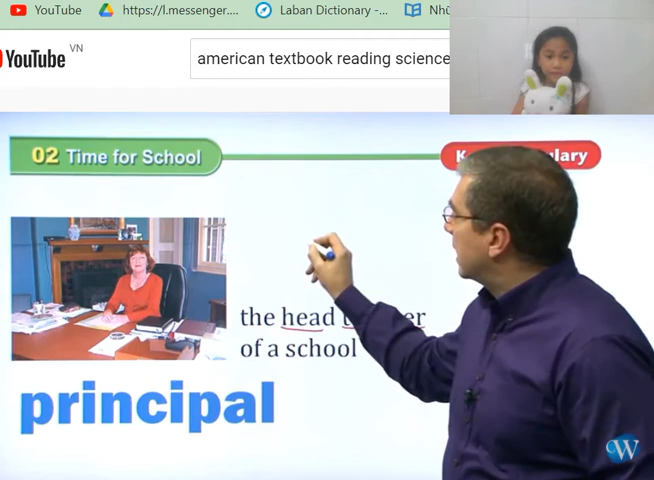 YouTube
https://l.messenger....
Laban Dictionary -...
YouTube VN
american textbook reading science
02 Time for School
the head
of a school
principal
W